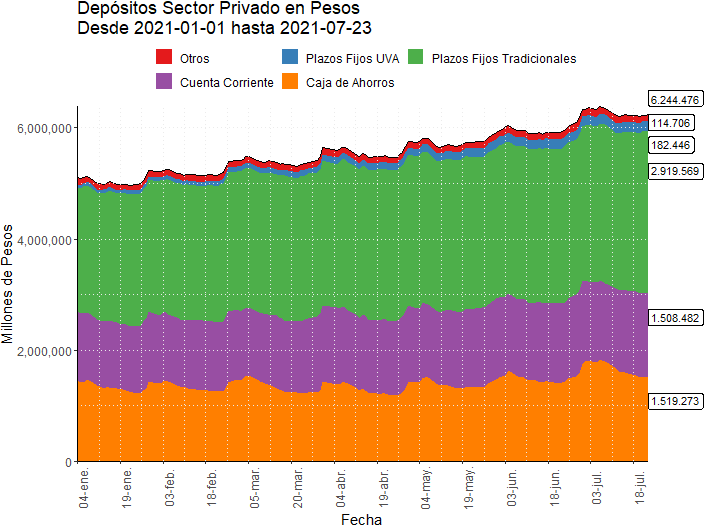 Depósitos Sector Privado en Pesos
Desde 2021-01-01 hasta 2021-07-23
Otros
Plazos Fijos UVA
Plazos Fijos Tradicionales
Cuenta Corriente
Caja de Ahorros
Millones de Pesos
6,000,000
4,000,000
2,000,000
0
6.244.476
114.706
182.446
2.919.569
1.508.482
1.519.273
04-ene.
19-ene.
03-feb.
18-feb.
05-mar.
20-mar.
04-abr.
19-abr.
04-may.
19-may.
03-jun.
18-jun.
03-jul.
18-jul.
Fecha